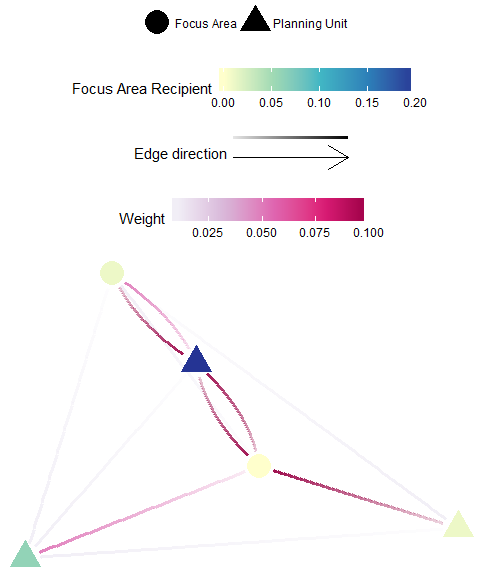 Focus Area Planning Unit
Focus Area Recipient
0.00 0.05 0.10 0.15 0.20
Edge direction
Weight
0.025 0.050 0.075 0.100